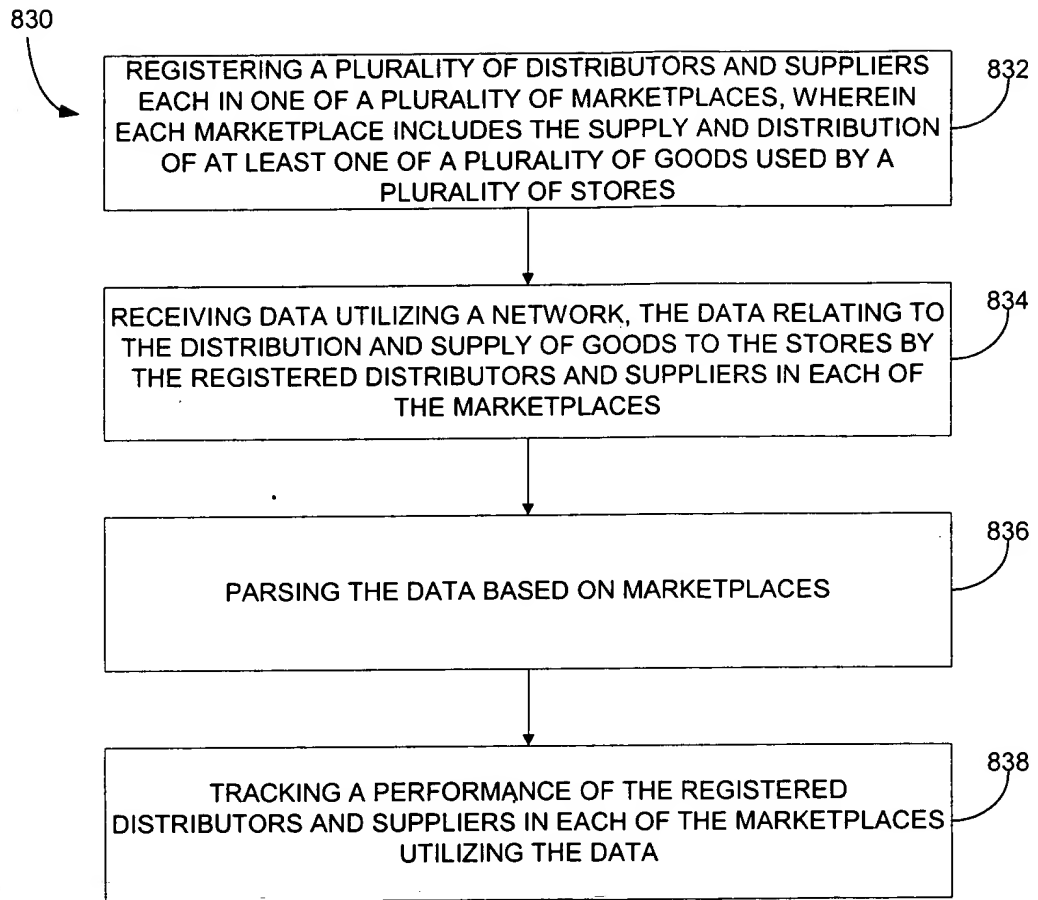 830
REGISTERING A PLURALITY OF DISTRIBUTORS AND SUPPLIERS
EACH IN ONE OF A PLURALITY OF MARKETPLACES, WHEREIN
EACH MARKETPLACE INCLUDES THE SUPPLY AND DISTRIBUTION
OF AT LEAST ONE OF A PLURALITY OF GOODS USED BY A
PLURALITY OF STORES
832
RECEIVING DATA UTILIZING A NETWORK, THE DATA RELATING TO
THE DISTRIBUTION AND SUPPLY OF GOODS TO THE STORES BY
THE REGISTERED DISTRIBUTORS AND SUPPLIERS IN EACH OF
THE MARKETPLACES
834
PARSING THE DATA BASED ON MARKETPLACES
836
TRACKING A PERFORMANCE OF THE REGISTERED
DISTRIBUTORS AND SUPPLIERS IN EACH OF THE MARKETPLACES
UTILIZING THE DATA
838